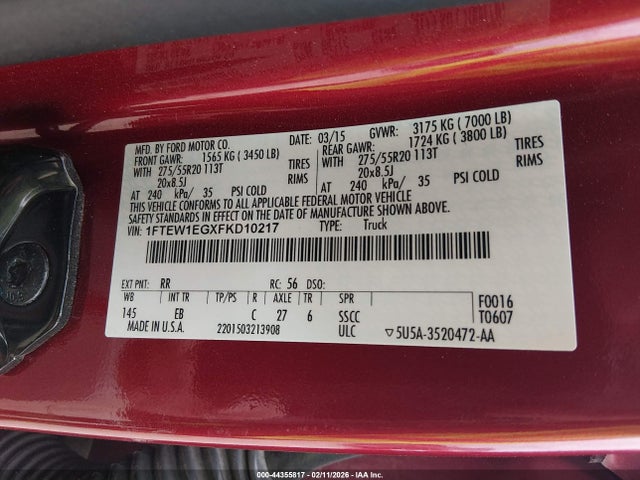 MFD. BY FORD MOTOR CO. DATE: 03/15 GVWR: 3175 KG ( 7000 LB)
FRONT GAWR: 1565 KG ( 3450 LB) REAR GAWR: 1724 KG ( 3800 LB)
WITH 275/55R20 113T TIRES WITH 275/55R20 113T TIRES
20x8.5J RIMS 20x8.5J RIMS
AT 240 kPa/ 35 PSI COLD AT 240 kPa/ 35 PSI COLD
THIS VEHICLE CONFORMS TO ALL APPLICABLE FEDERAL MOTOR VEHICLE
SAFETY STANDARDS IN EFFECT ON THE DATE OF MANUFACTURE SHOWN ABOVE.
VIN: 1FTEW1EGXFKD10217 TYPE: Truck
EXT PNT: RR RC: 56 DSO:
WB INT TR TP/PS R AXLE TR SPR F0016
145 EB C 27 6 SSCC T0607
MADE IN U.S.A. 2201503213908 ULC ▽5U5A-3520472-AA
000-44355817 - 02/11/2026 - IAA Inc.